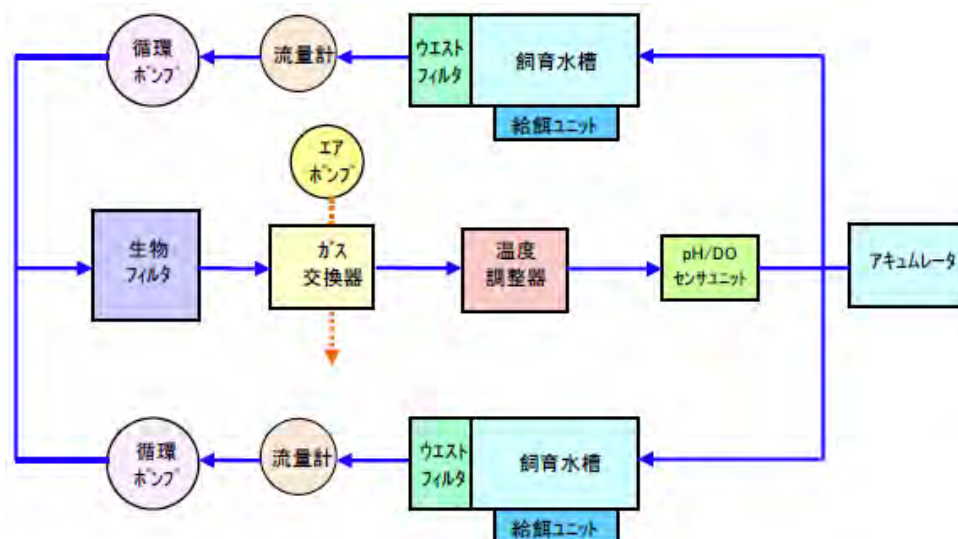 循環
ﾎﾟﾝﾌﾟ
流量計
ｳｴｽﾄ
ﾌｨﾙﾀ
飼育水槽
給餌ﾕﾆｯﾄ
ｴｱ
ﾎﾟﾝﾌﾟ
生物
ﾌｨﾙﾀ
ｶﾞｽ
交換器
温度
調整器
pH/DO
ｾﾝｻﾕﾆｯﾄ
ｱｷｭﾑﾚｰﾀ
循環
ﾎﾟﾝﾌﾟ
流量計
ｳｴｽﾄ
ﾌｨﾙﾀ
飼育水槽
給餌ﾕﾆｯﾄ